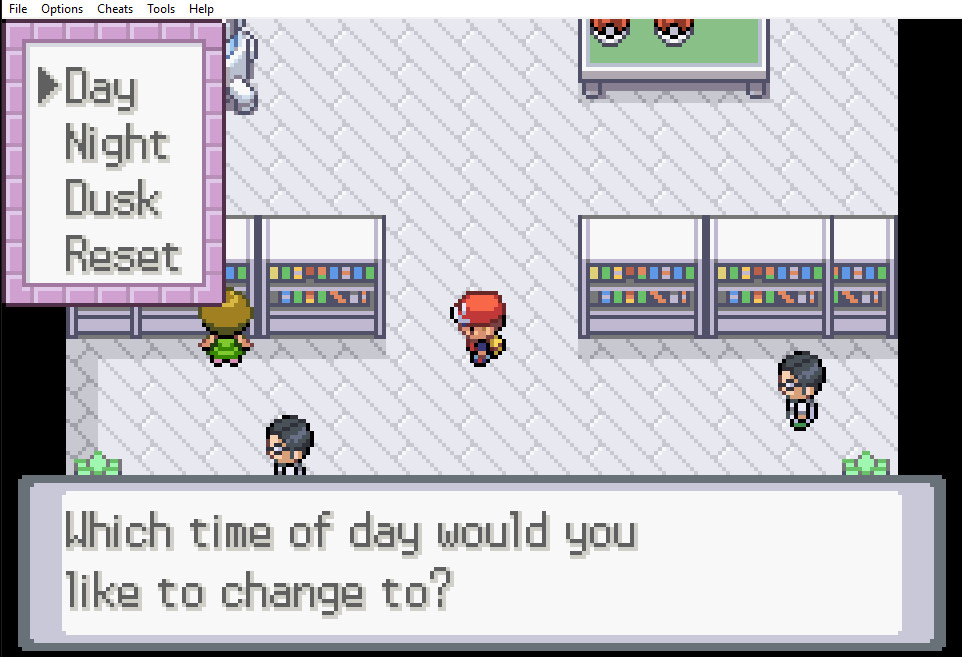 File Options Cheats Tools Help
Day
Night
Dusk
Reset
Which time of day would you
like to change to?